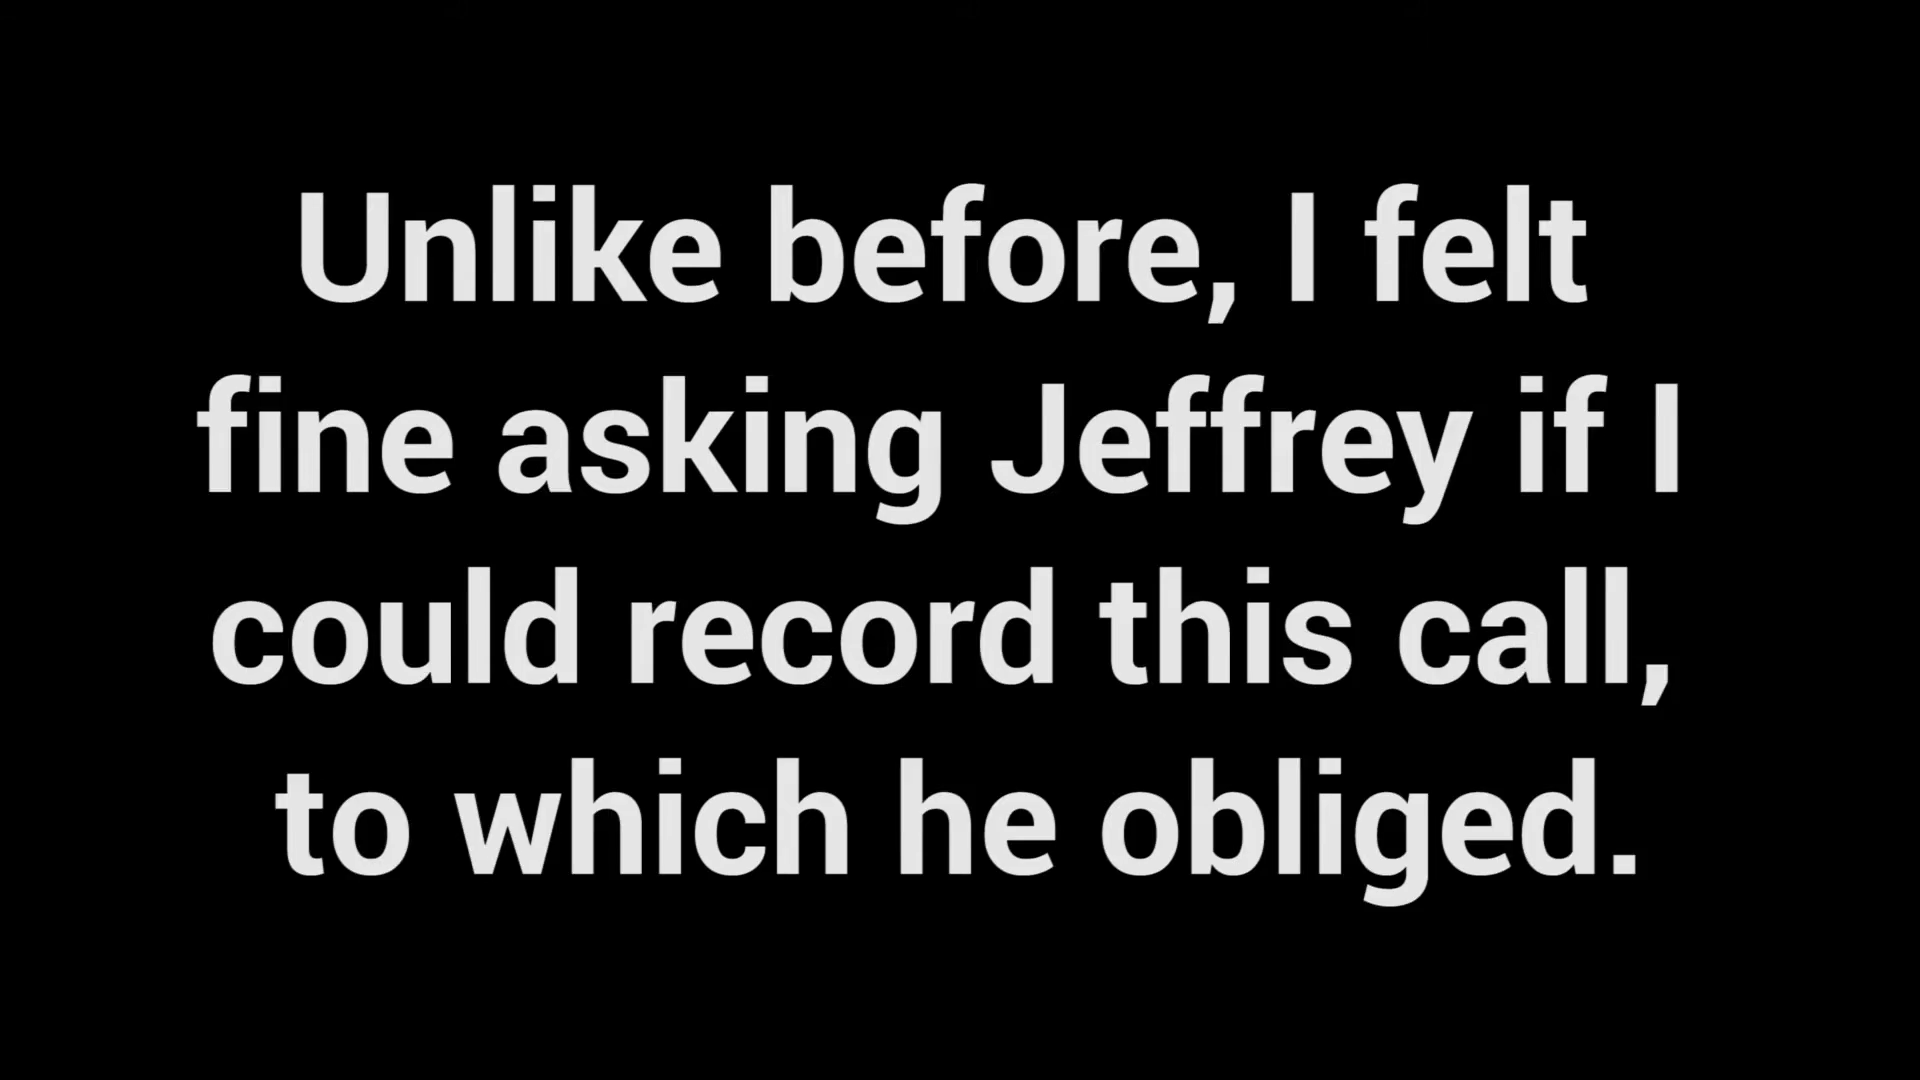 Unlike before, I felt
fine asking Jeffrey if I
could record this call,
to which he obliged.